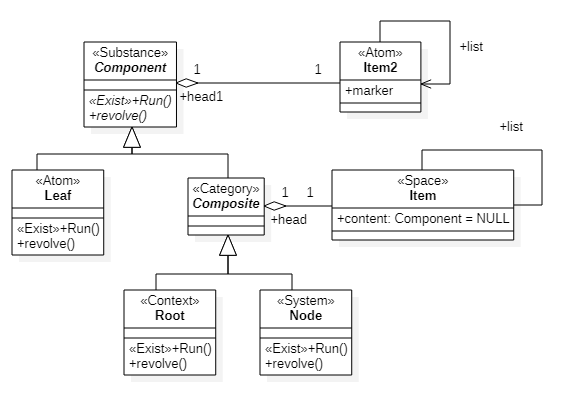 «Substance»
Component
«Exist»+Run()
+revolve()
1
+head1
1
«Atom»
Item2
+marker
+list
«Atom»
Leaf
«Exist»+Run()
+revolve()
«Category»
Composite
1
+head
1
«Space»
Item
+content: Component = NULL
+list
«Context»
Root
«Exist»+Run()
+revolve()
«System»
Node
«Exist»+Run()
+revolve()